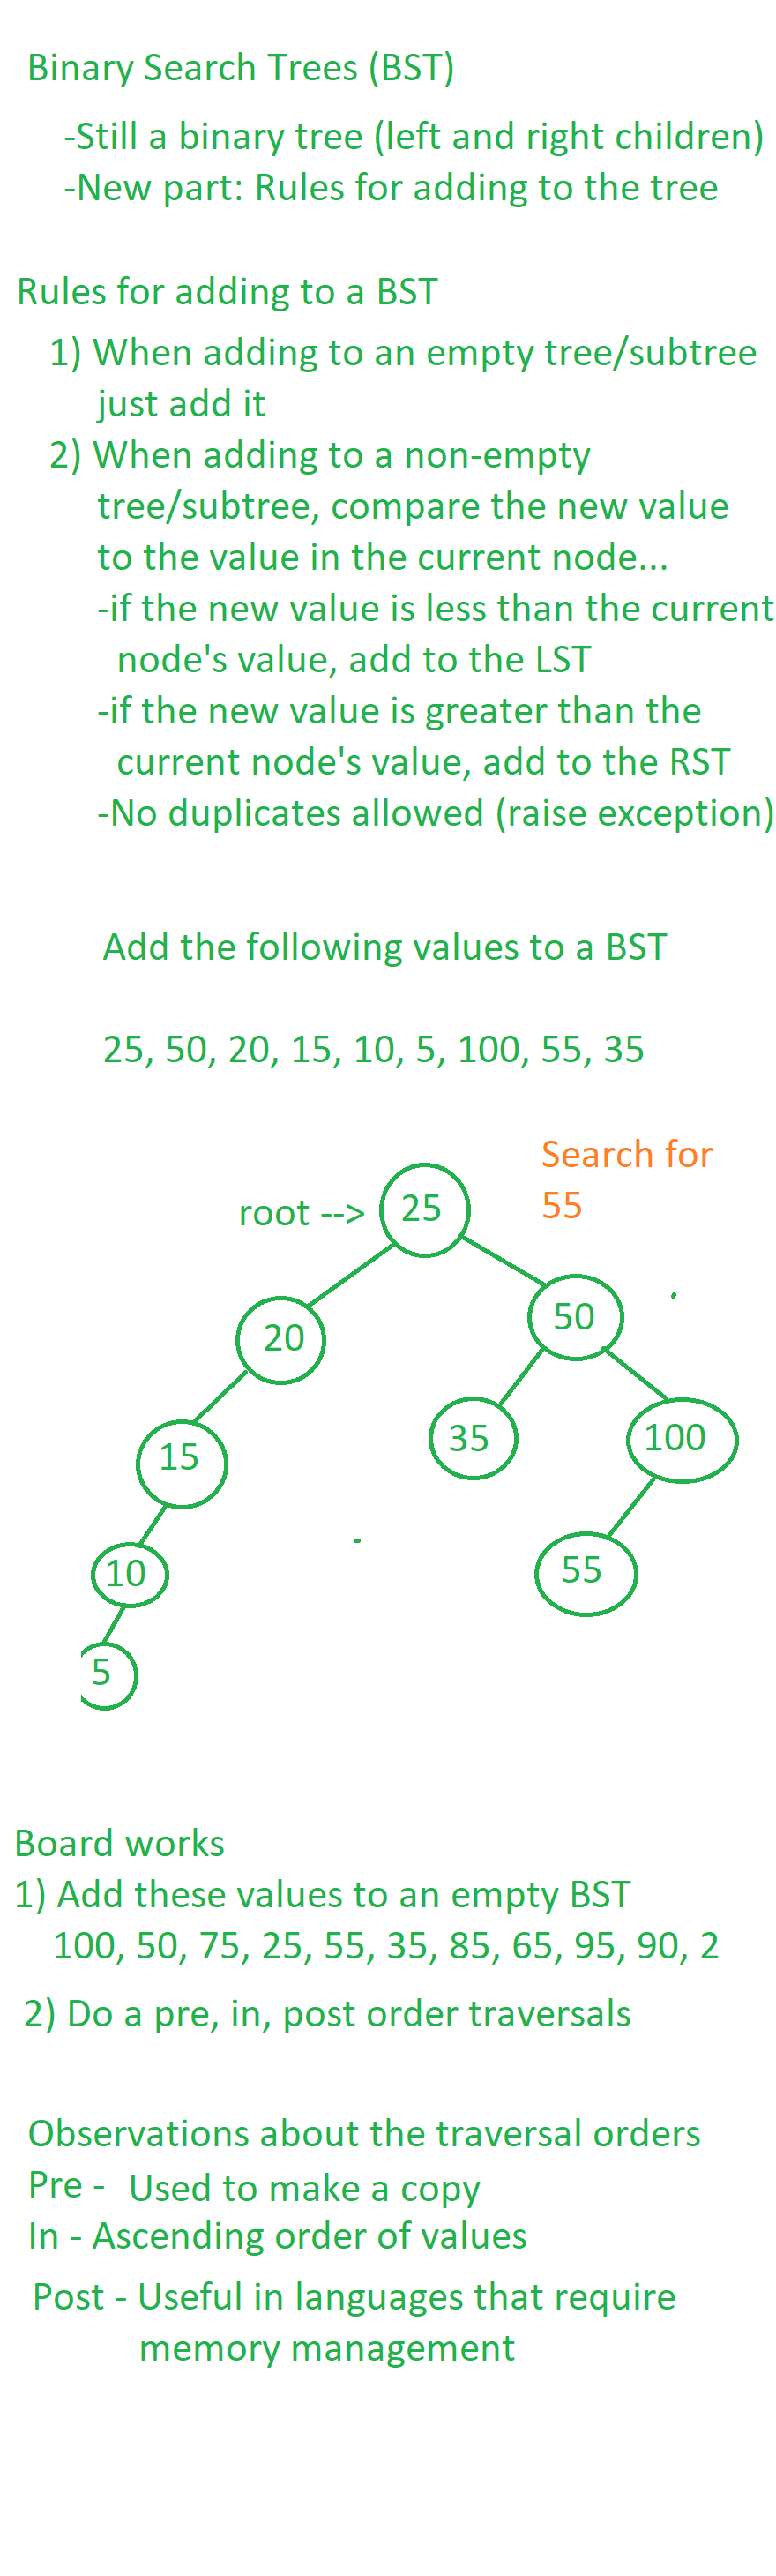 Binary Search Trees (BST)
-Still a binary tree (left and right children)
-New part: Rules for adding to the tree
Rules for adding to a BST
1) When adding to an empty tree/subtree
just add it
2) When adding to a non-empty
tree/subtree, compare the new value
to the value in the current node...
-if the new value is less than the current
node's value, add to the LST
-if the new value is greater than the
current node's value, add to the RST
-No duplicates allowed (raise exception)
Add the following values to a BST
25, 50, 20, 15, 10, 5, 100, 55, 35
Search for
55
root --> 25
20
50
15
35
100
10
55
5
Board works
1) Add these values to an empty BST
100, 50, 75, 25, 55, 35, 85, 65, 95, 90, 2
2) Do a pre, in, post order traversals
Observations about the traversal orders
Pre - Used to make a copy
In - Ascending order of values
Post - Useful in languages that require
memory management